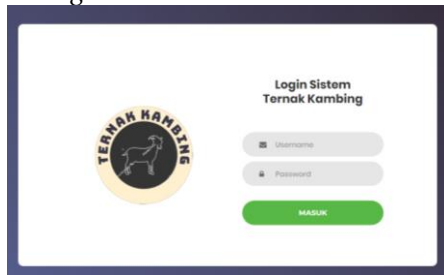 TERNAK KAMBING
Login Sistem
Ternak Kambing
Username
Password
MASUK